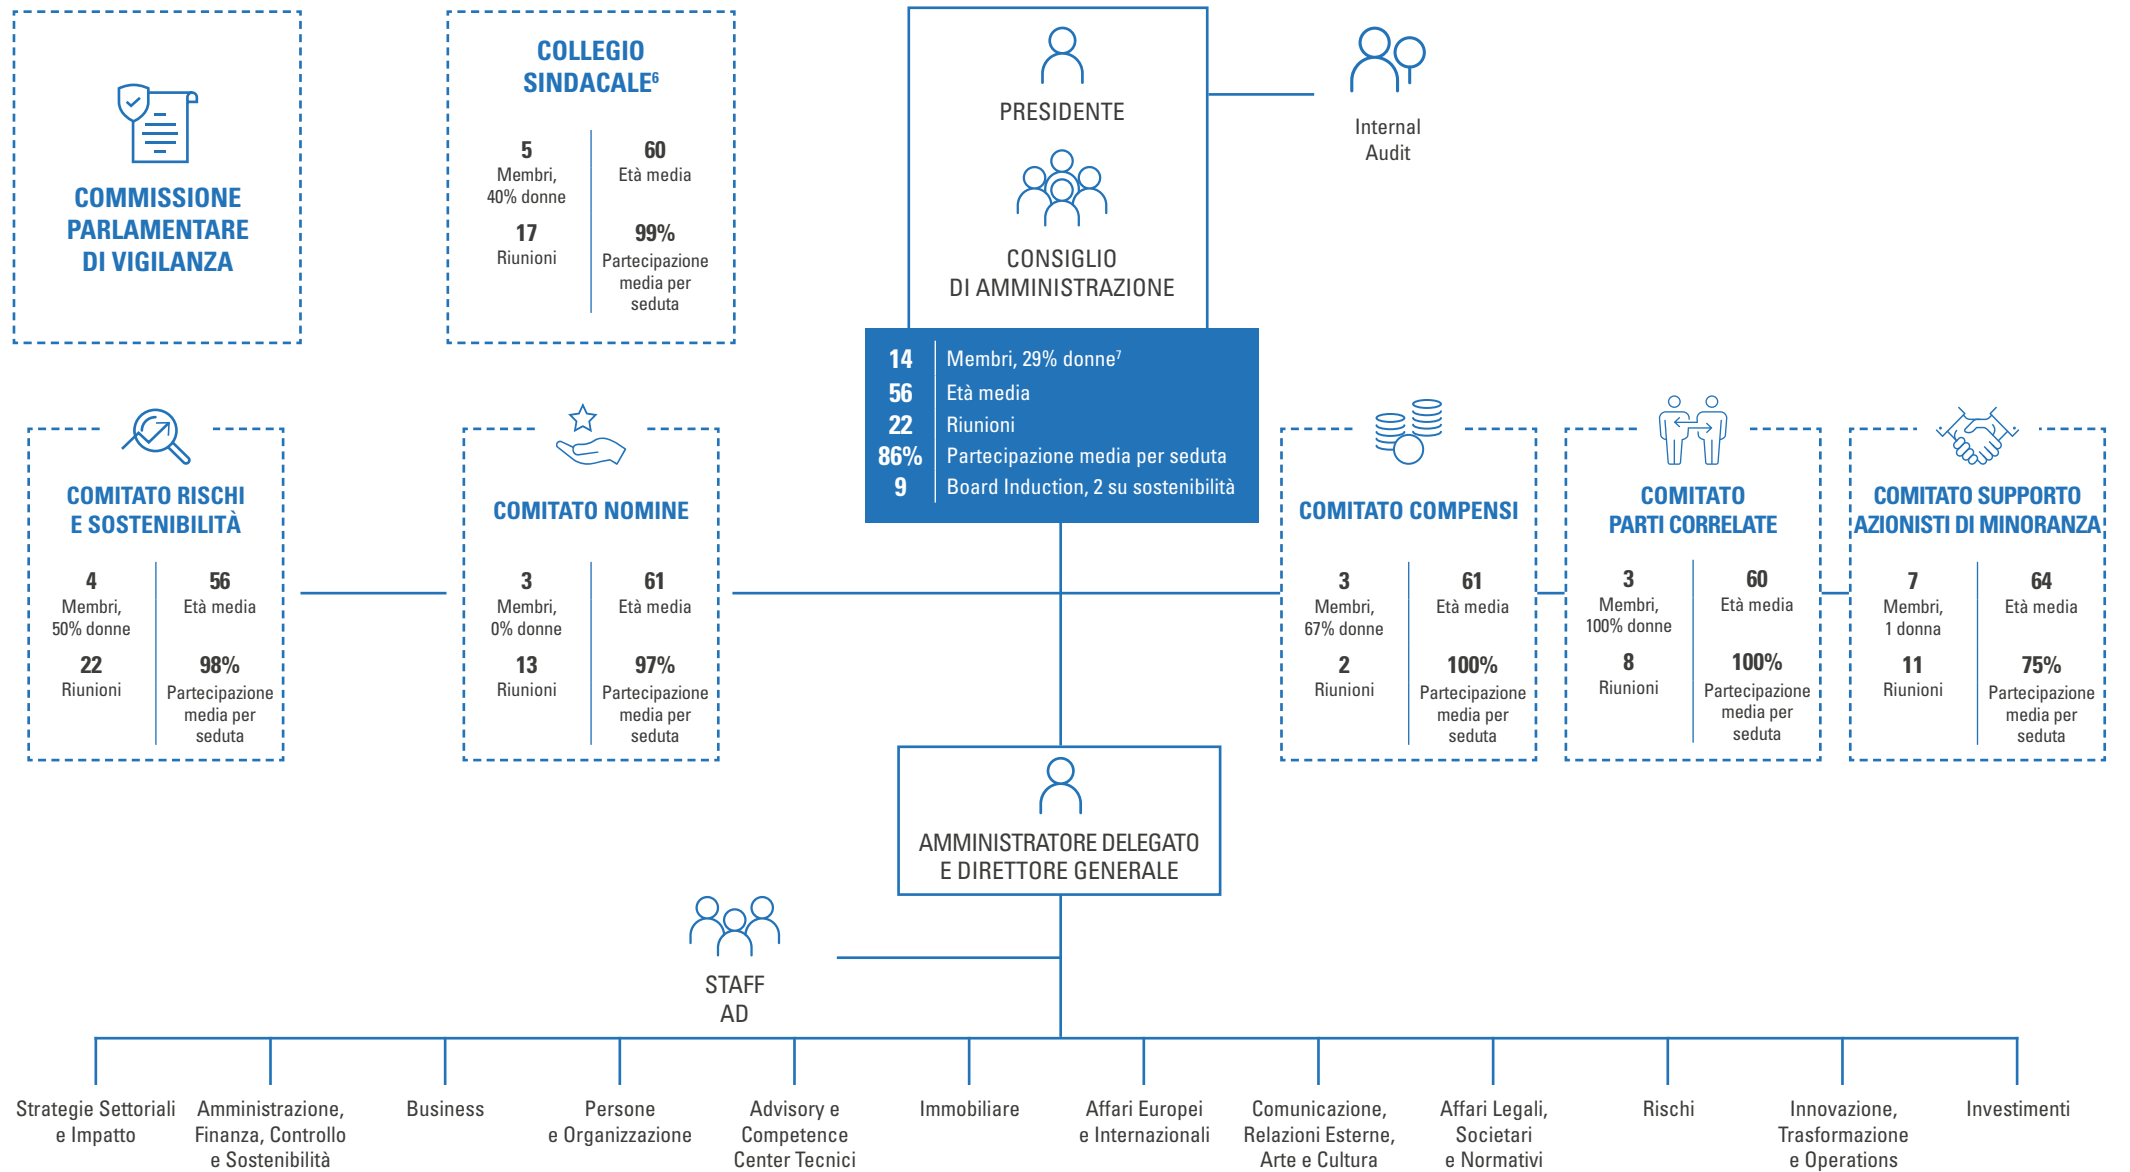 COMMISSIONE
PARLAMENTARE
DI VIGILANZA
COLLEGIO
SINDACALE⁶
5
Membri,
40% donne
60
Età media
17
Riunioni
99%
Partecipazione
media per
seduta
PRESIDENTE
CONSIGLIO
DI AMMINISTRAZIONE
Internal
Audit
14 Membri, 29% donne⁷
56 Età media
22 Riunioni
86% Partecipazione media per seduta
9 Board Induction, 2 su sostenibilità
COMITATO RISCHI
E SOSTENIBILITÀ
4
Membri,
50% donne
56
Età media
22
Riunioni
98%
Partecipazione
media per
seduta
COMITATO NOMINE
3
Membri,
0% donne
61
Età media
13
Riunioni
97%
Partecipazione
media per
seduta
COMITATO COMPENSI
3
Membri,
67% donne
61
Età media
2
Riunioni
100%
Partecipazione
media per
seduta
COMITATO
PARTI CORRELATE
3
Membri,
100% donne
60
Età media
8
Riunioni
100%
Partecipazione
media per
seduta
COMITATO SUPPORTO
AZIONISTI DI MINORANZA
7
Membri,
1 donna
64
Età media
11
Riunioni
75%
Partecipazione
media per
seduta
AMMINISTRATORE DELEGATO
E DIRETTORE GENERALE
STAFF
AD
Strategie Settoriali
e Impatto
Amministrazione,
Finanza, Controllo
e Sostenibilità
Business
Persone
e Organizzazione
Advisory e
Competence
Center Tecnici
Immobiliare
Affari Europei
e Internazionali
Comunicazione,
Relazioni Esterne,
Arte e Cultura
Affari Legali,
Societari
e Normativi
Rischi
Innovazione,
Trasformazione
e Operations
Investimenti